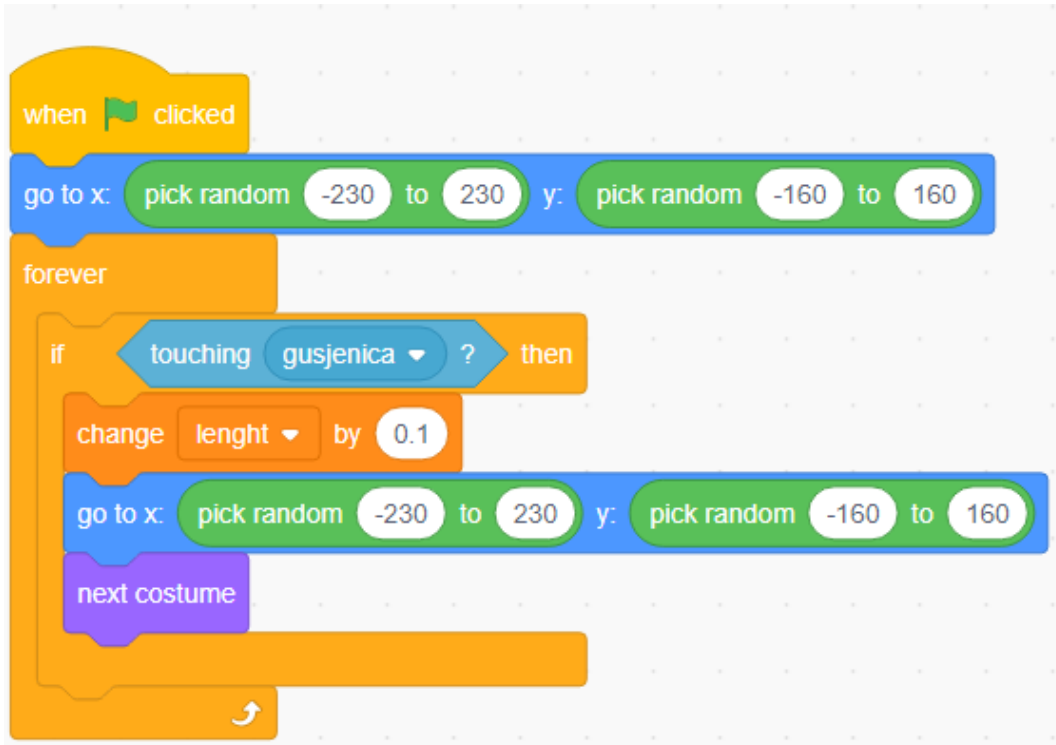 when clicked
go to x: pick random -230 to 230 y: pick random -160 to 160
forever
if touching gusjenica ? then
change lenght by 0.1
go to x: pick random -230 to 230 y: pick random -160 to 160
next costume